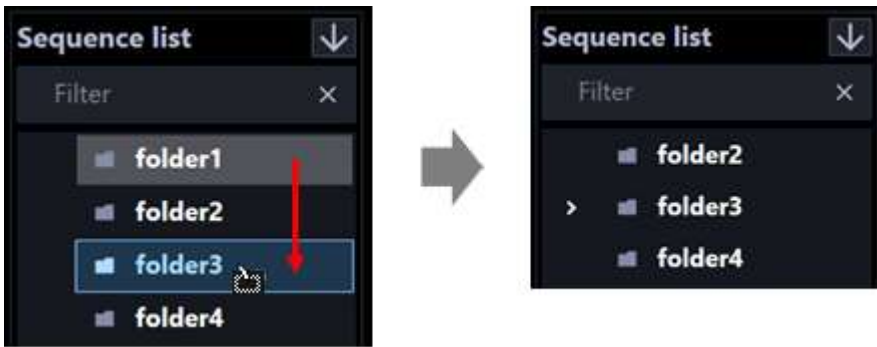 Sequence list
Filter
folder1
folder2
folder3
folder4
Sequence list
Filter
folder2
folder3
folder4